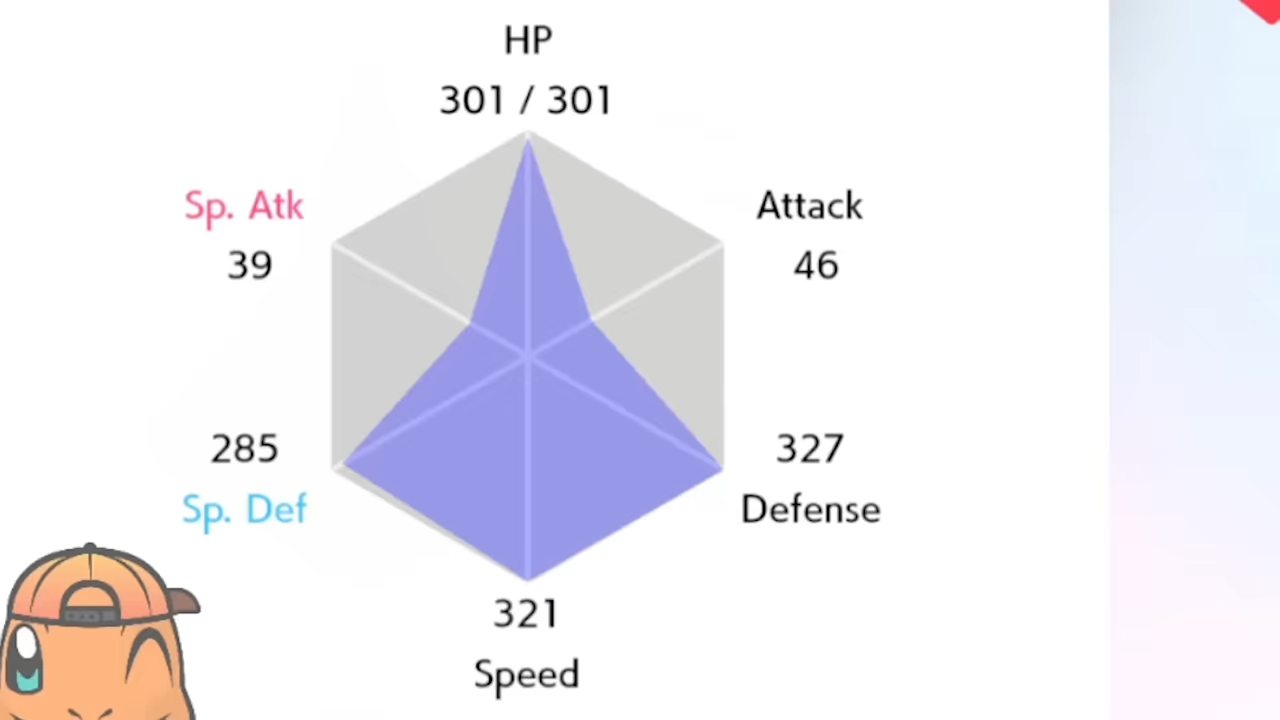 HP
301 / 301
Sp. Atk
39
Attack
46
285
Sp. Def
327
Defense
321
Speed